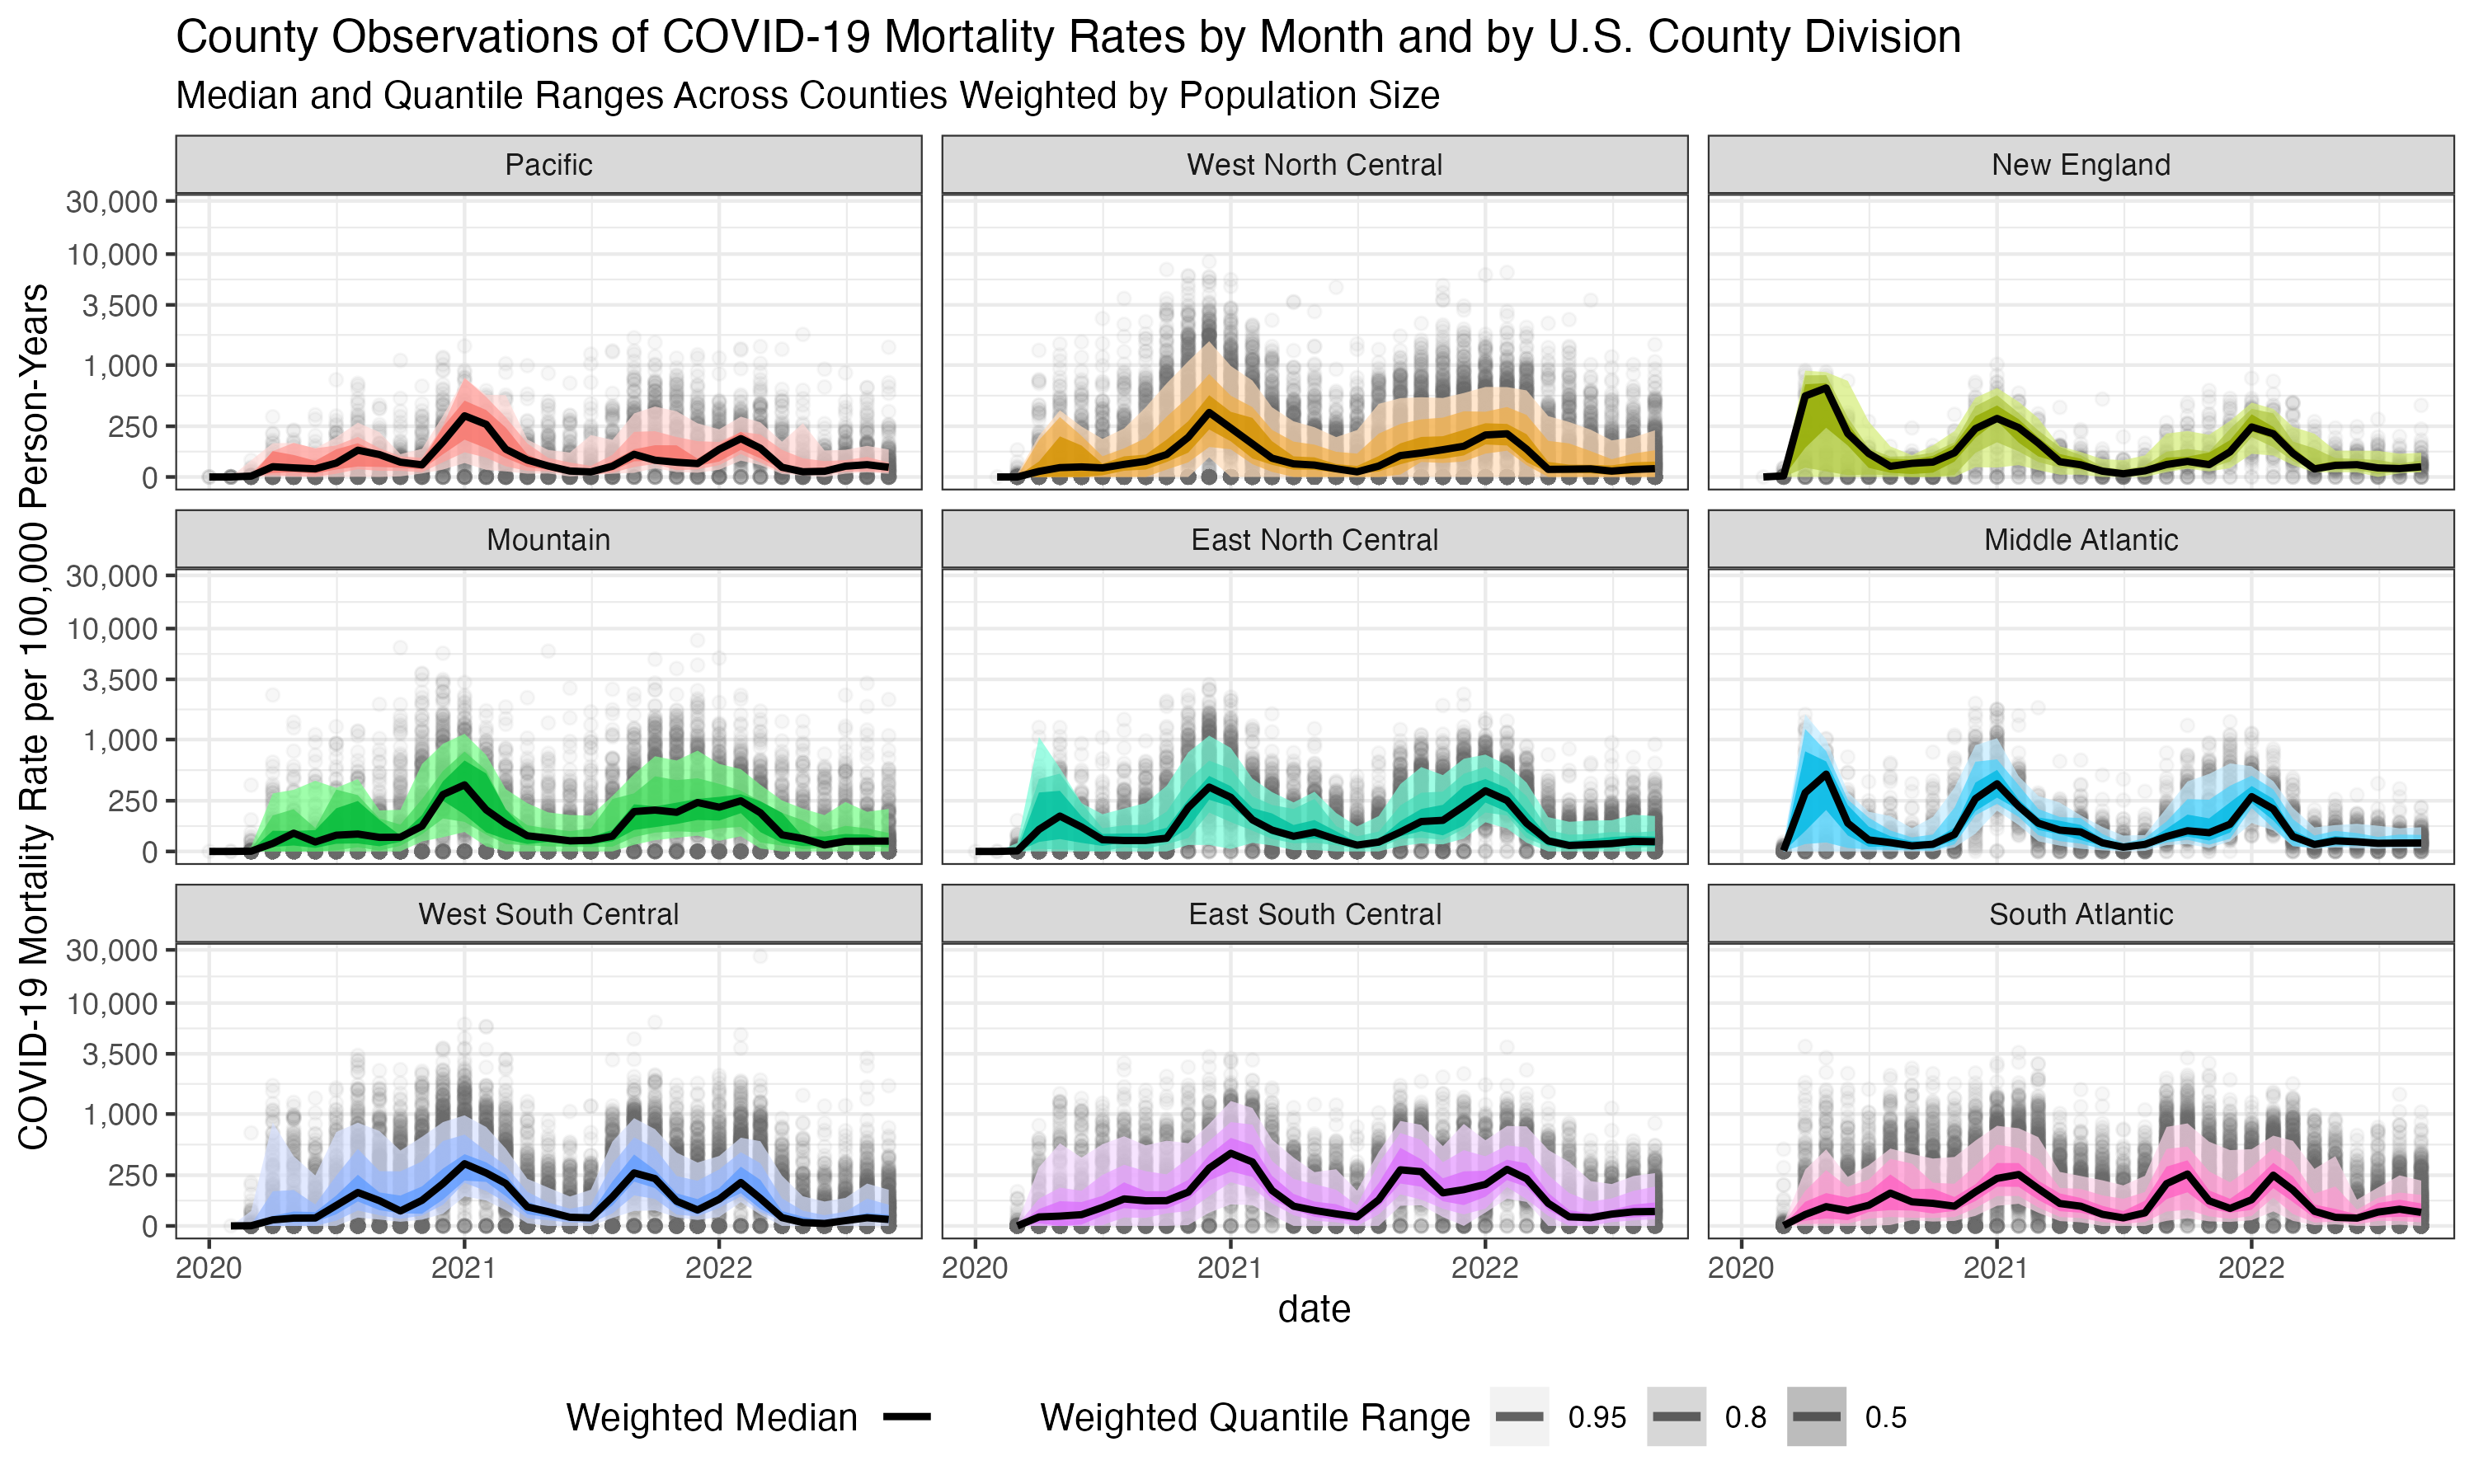 County Observations of COVID-19 Mortality Rates by Month and by U.S. County Division
Median and Quantile Ranges Across Counties Weighted by Population Size
COVID-19 Mortality Rate per 100,000 Person-Years
Pacific
West North Central
New England
30,000
10,000
3,500
1,000
250
0
Mountain
East North Central
Middle Atlantic
30,000
10,000
3,500
1,000
250
0
West South Central
East South Central
South Atlantic
30,000
10,000
3,500
1,000
250
0
2020 2021 2022 2020 2021 2022 2020 2021 2022
date
Weighted Median Weighted Quantile Range 0.95 0.8 0.5